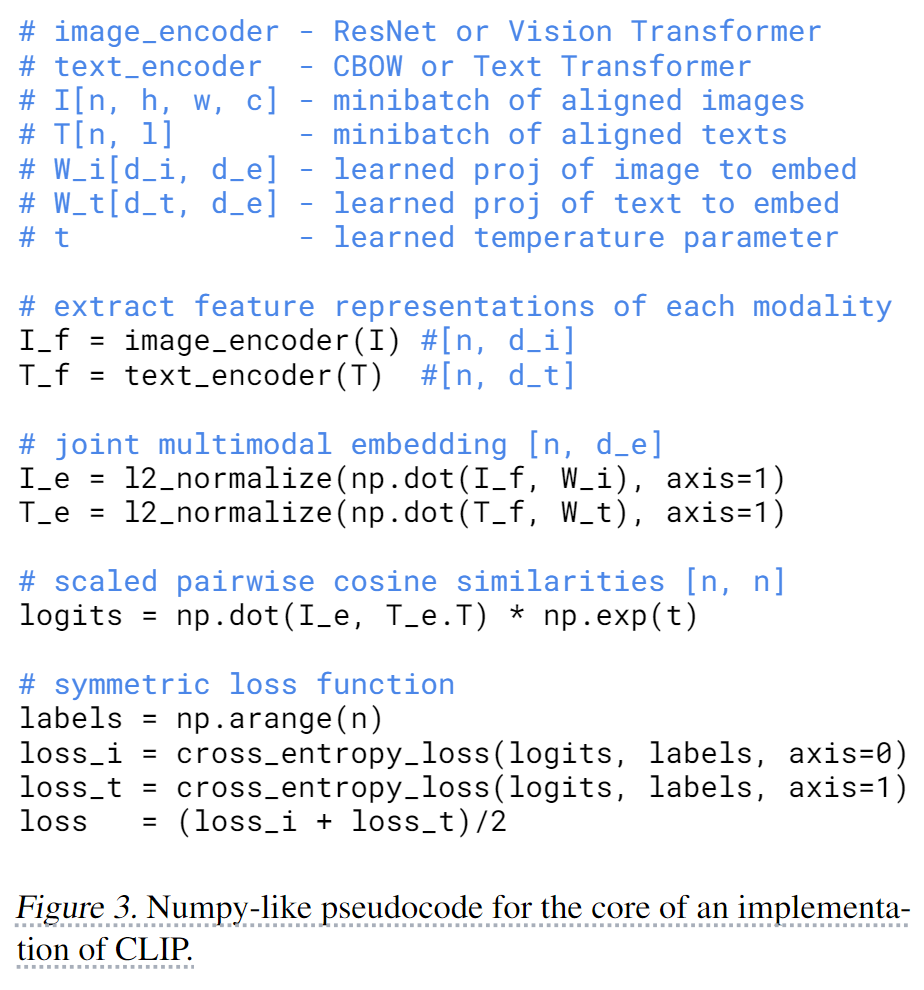 # image_encoder - ResNet or Vision Transformer
# text_encoder  - CBOW or Text Transformer
# I[n, h, w, c] - minibatch of aligned images
# T[n, l]       - minibatch of aligned texts
# W_i[d_i, d_e] - learned proj of image to embed
# W_t[d_t, d_e] - learned proj of text to embed
# t             - learned temperature parameter

# extract feature representations of each modality
I_f = image_encoder(I) #[n, d_i]
T_f = text_encoder(T)  #[n, d_t]

# joint multimodal embedding [n, d_e]
I_e = l2_normalize(np.dot(I_f, W_i), axis=1)
T_e = l2_normalize(np.dot(T_f, W_t), axis=1)

# scaled pairwise cosine similarities [n, n]
logits = np.dot(I_e, T_e.T) * np.exp(t)

# symmetric loss function
labels = np.arange(n)
loss_i = cross_entropy_loss(logits, labels, axis=0)
loss_t = cross_entropy_loss(logits, labels, axis=1)
loss   = (loss_i + loss_t)/2

Figure 3. Numpy-like pseudocode for the core of an implementa-
tion of CLIP.